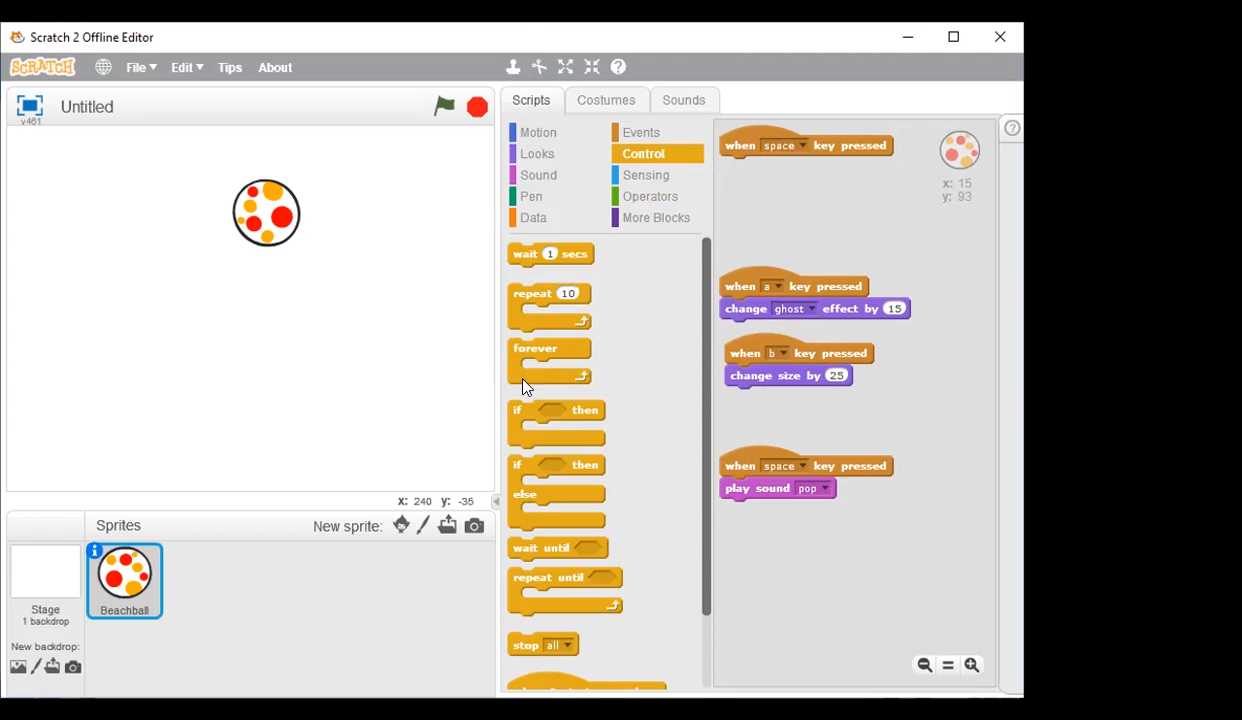 Scratch 2 Offline Editor
SCRATCH File Edit Tips About
v461
Untitled
Scripts Costumes Sounds
Motion Events
Looks Control
Sound Sensing
Pen Operators
Data More Blocks
wait 1 secs
repeat 10
forever
if then
if then
else
wait until
repeat until
stop all
when space key pressed
when a key pressed
change ghost effect by 15
when b key pressed
change size by 25
when space key pressed
play sound pop
x: 15
y: 93
x: 240 y: -35
Sprites New sprite:
Stage
1 backdrop
New backdrop:
Beachball